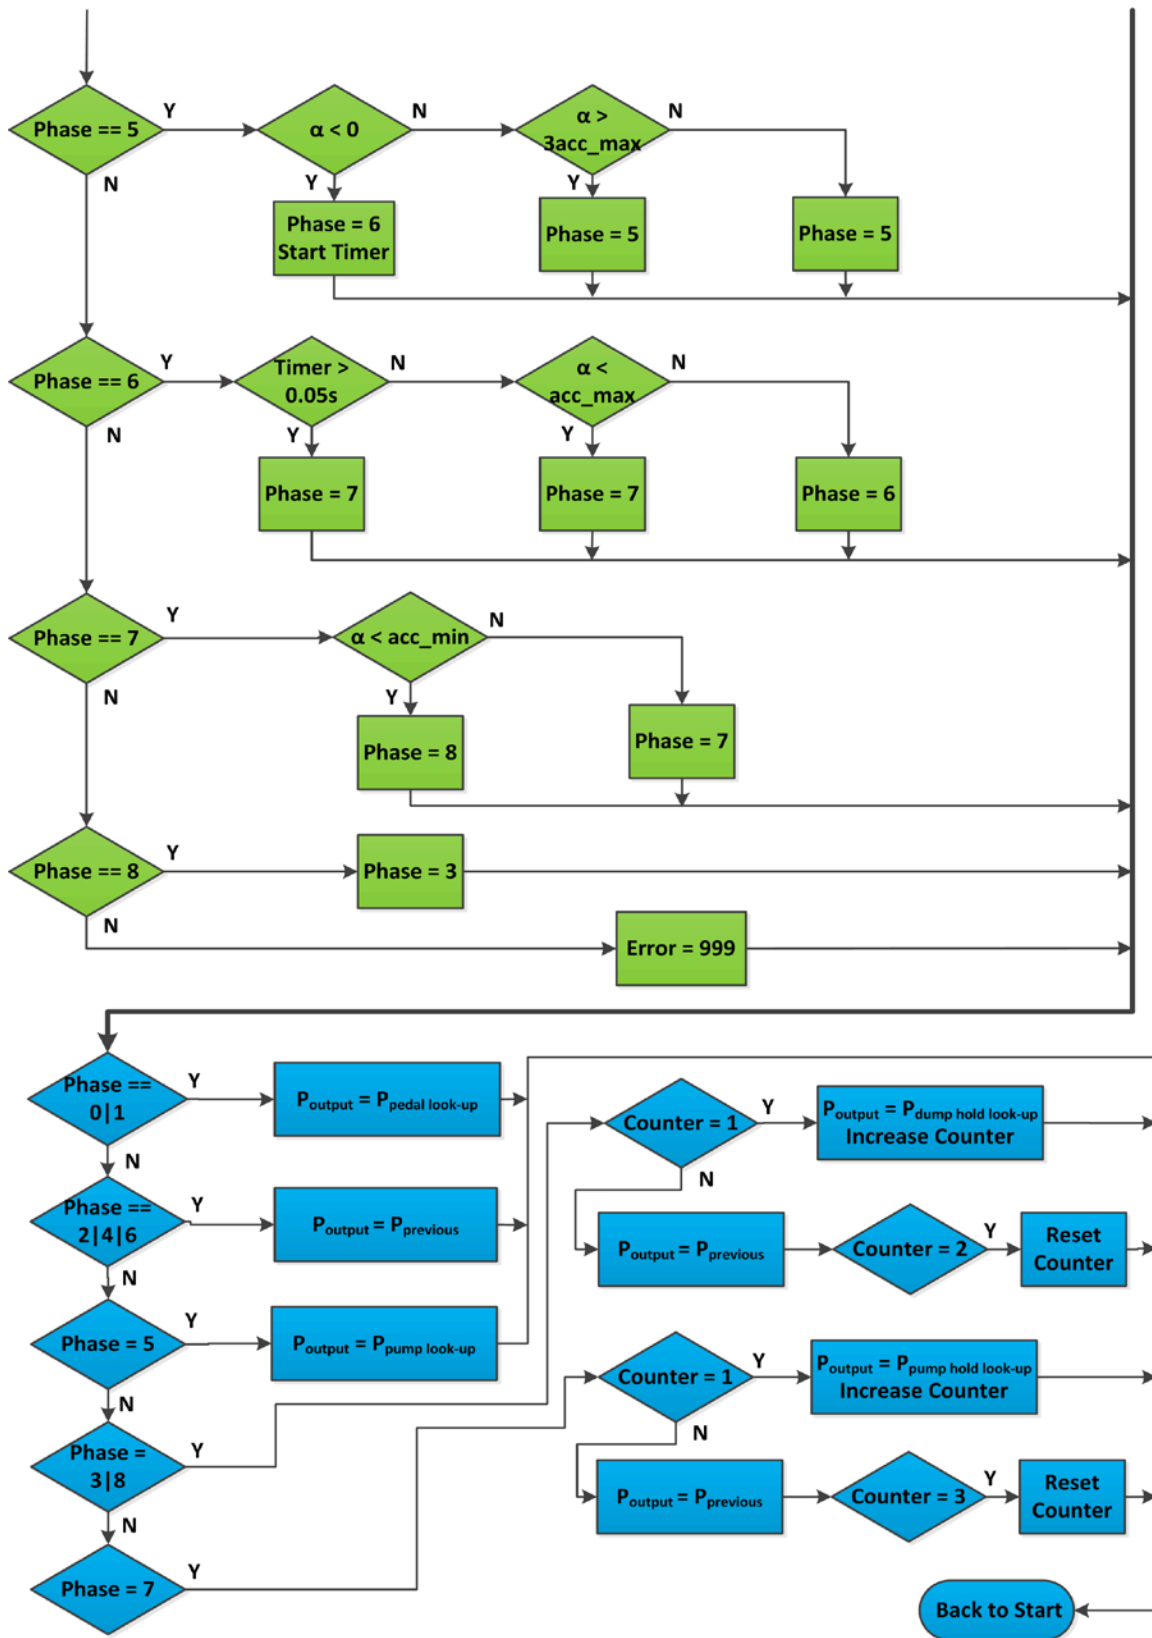 Phase == 5
Y
α < 0
N
α >
3acc_max
N
N
Y
Y
Phase = 6
Start Timer
Phase = 5
Phase = 5
Phase == 6
Y
Timer >
0.05s
N
α <
acc_max
N
N
Y
Y
Phase = 7
Phase = 7
Phase = 6
Phase == 7
Y
α < acc_min
N
N
Y
Phase = 8
Phase = 7
Phase == 8
Y
Phase = 3
N
Error = 999
Phase ==
0|1
Y
Poutput = Ppedal look-up
N
Phase ==
2|4|6
Y
Poutput = Pprevious
N
Phase = 5
Y
Poutput = Ppump look-up
N
Phase =
3|8
Y
N
Phase = 7
Y
Counter = 1
Y
Poutput = Pdump hold look-up
Increase Counter
N
Poutput = Pprevious
Counter = 2
Y
Reset
Counter
Counter = 1
Y
Poutput = Ppump hold look-up
Increase Counter
N
Poutput = Pprevious
Counter = 3
Y
Reset
Counter
Back to Start